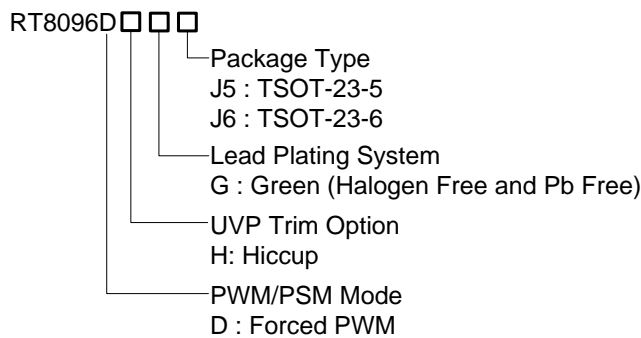 RT8096D□□□
Package Type
J5 : TSOT-23-5
J6 : TSOT-23-6
Lead Plating System
G : Green (Halogen Free and Pb Free)
UVP Trim Option
H: Hiccup
PWM/PSM Mode
D : Forced PWM